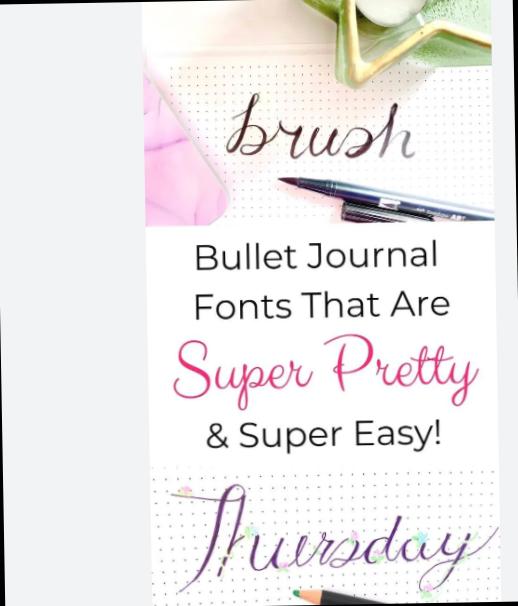 brush
Bullet Journal
Fonts That Are
Super Pretty
& Super Easy!
Thursday